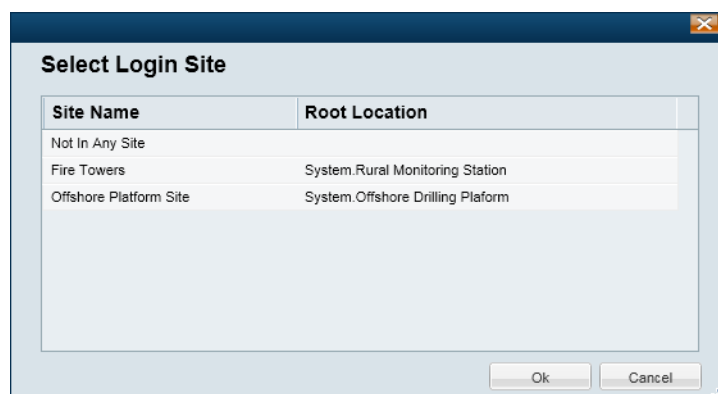 Select Login Site
Site Name Root Location
Not In Any Site
Fire Towers System.Rural Monitoring Station
Offshore Platform Site System.Offshore Drilling Plaform
Ok Cancel